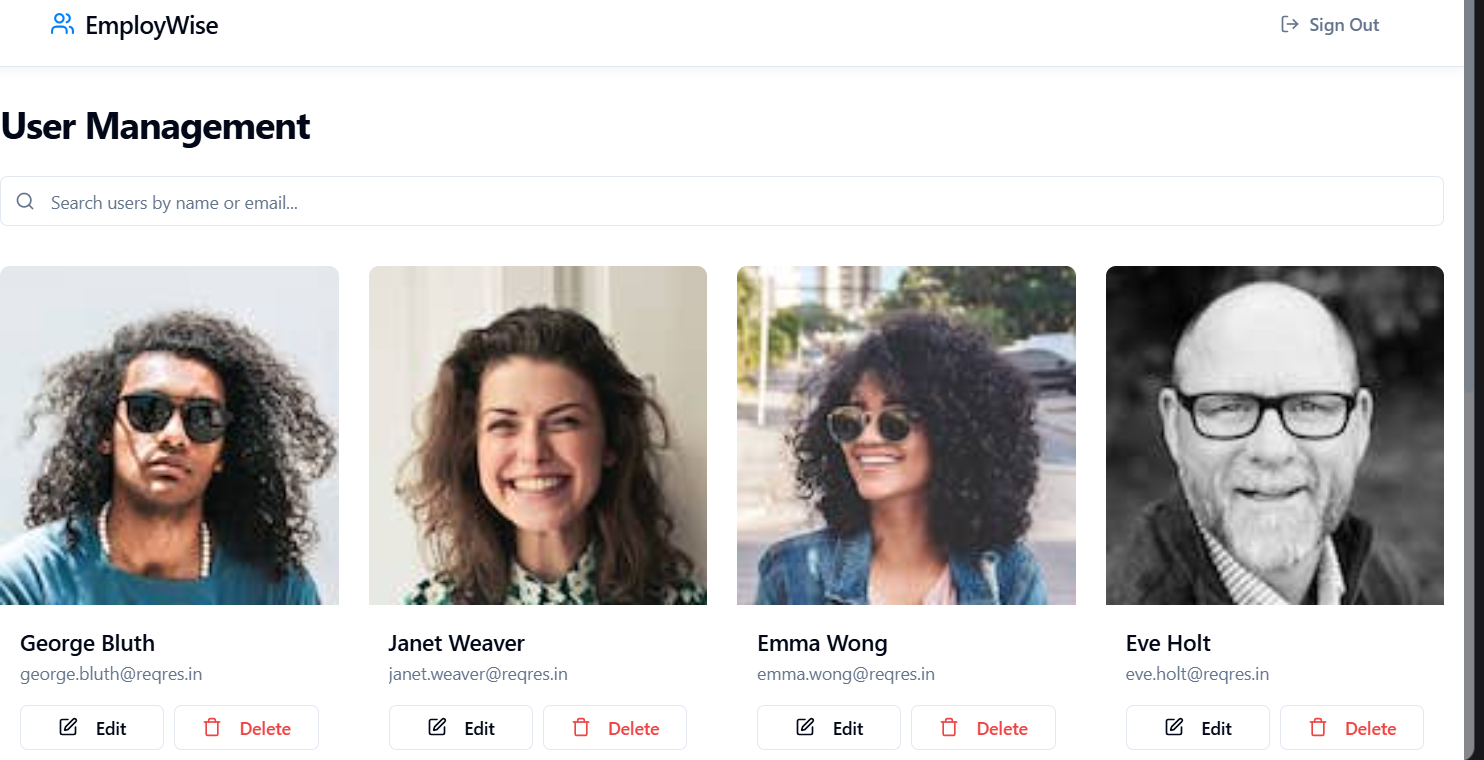 EmployWise
Sign Out
User Management
Search users by name or email...
George Bluth
george.bluth@reqres.in
Edit
Delete
Janet Weaver
janet.weaver@reqres.in
Edit
Delete
Emma Wong
emma.wong@reqres.in
Edit
Delete
Eve Holt
eve.holt@reqres.in
Edit
Delete